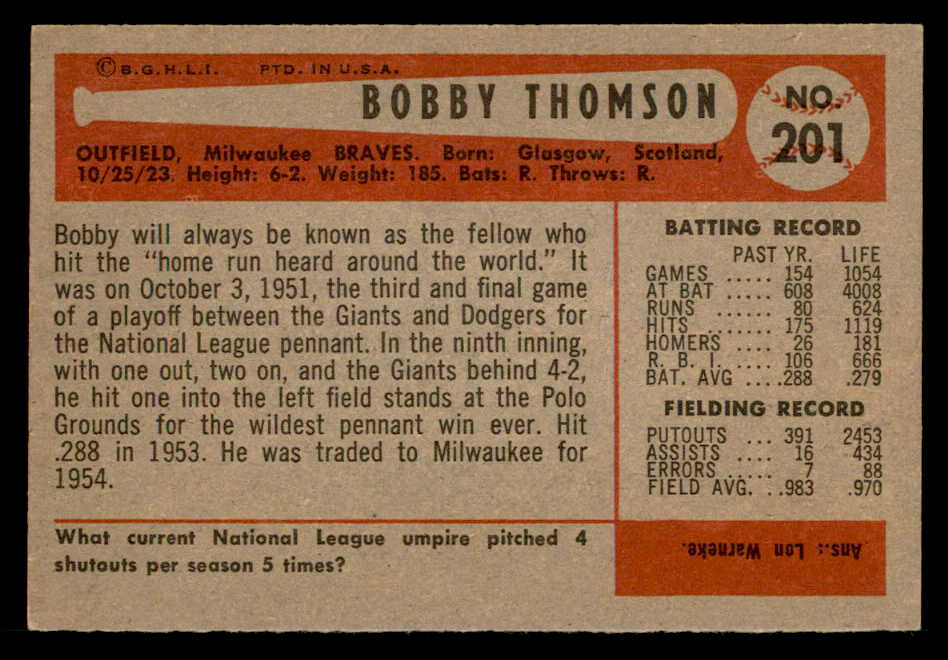 © B.G.H.L.I. PTD. IN U.S.A.
BOBBY THOMSON
NO.
201
OUTFIELD, Milwaukee BRAVES. Born: Glasgow, Scotland,
10/25/23. Height: 6-2. Weight: 185. Bats: R. Throws: R.
Bobby will always be known as the fellow who
hit the “home run heard around the world.” It
was on October 3, 1951, the third and final game
of a playoff between the Giants and Dodgers for
the National League pennant. In the ninth inning,
with one out, two on, and the Giants behind 4-2,
he hit one into the left field stands at the Polo
Grounds for the wildest pennant win ever. Hit
.288 in 1953. He was traded to Milwaukee for
1954.
BATTING RECORD
PAST YR. LIFE
GAMES ..... 154 1054
AT BAT ..... 608 4008
RUNS ...... 80 624
HITS ....... 175 1119
HOMERS .... 26 181
R. B. I. .... 106 666
BAT. AVG ....288 .279
FIELDING RECORD
PUTOUTS ... 391 2453
ASSISTS .... 16 434
ERRORS ..... 7 88
FIELD AVG. ..983 .970
What current National League umpire pitched 4
shutouts per season 5 times?
Ans.: Lon Warneke.